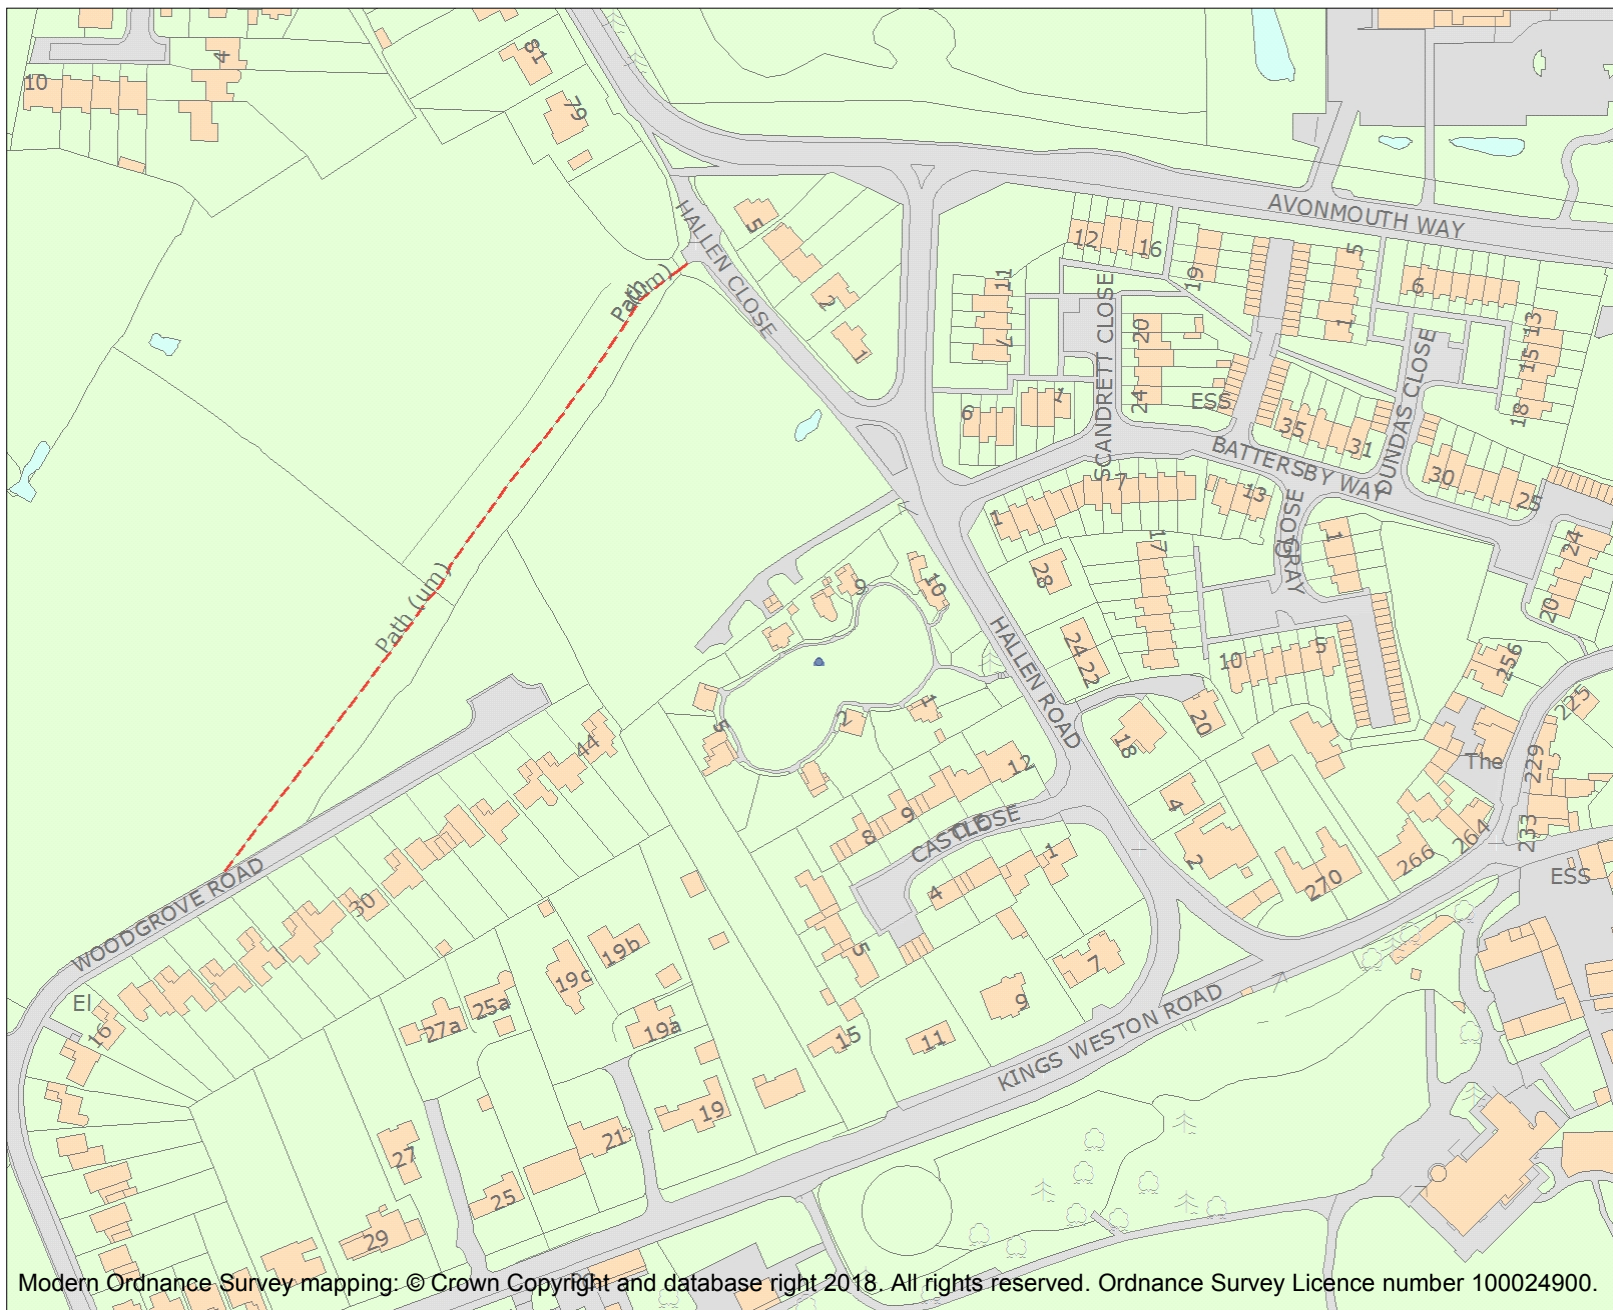 81
4
10
79
HALLEN CLOSE
5
2
1
Path (um)
Path
AVONMOUTH WAY
12
16
19
5
1
6
11
7
SCANDRETT CLOSE
20
24
6
1
ESS
13
15
18
DUNDAS CLOSE
35
31
BATTERSBY WAY
30
25
24
20
1
7
13
GRAY
CLOSE
1
17
28
24
22
10
5
HALLEN ROAD
9
10
1
2
5
Path (um)
44
30
WOODGROVE ROAD
El
16
18
20
4
2
256
225
The
229
233
264
266
270
ESS
12
9
8
CASTLE
CLOSE
1
4
5
7
9
11
15
19b
19c
19a
25a
27a
19
21
25
27
29
KINGS WESTON ROAD
Modern Ordnance Survey mapping: © Crown Copyright and database right 2018. All rights reserved. Ordnance Survey Licence number 100024900.